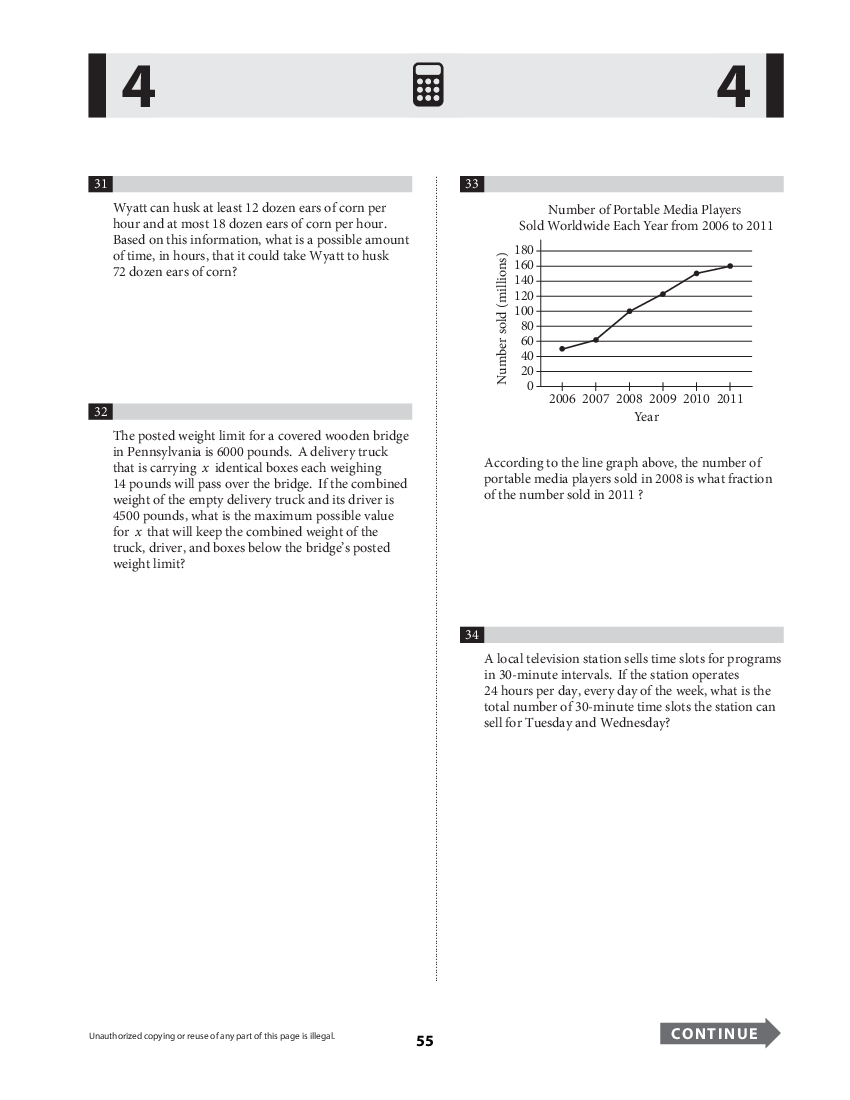 4
4
31
Wyatt can husk at least 12 dozen ears of corn per
hour and at most 18 dozen ears of corn per hour.
Based on this information, what is a possible amount
of time, in hours, that it could take Wyatt to husk
72 dozen ears of corn?
32
The posted weight limit for a covered wooden bridge
in Pennsylvania is 6000 pounds. A delivery truck
that is carrying x identical boxes each weighing
14 pounds will pass over the bridge. If the combined
weight of the empty delivery truck and its driver is
4500 pounds, what is the maximum possible value
for x that will keep the combined weight of the
truck, driver, and boxes below the bridge's posted
weight limit?
33
Number of Portable Media Players
Sold Worldwide Each Year from 2006 to 2011
Number sold (millions)
180
160
140
120
100
80
60
40
20
0
2006 2007 2008 2009 2010 2011
Year
According to the line graph above, the number of
portable media players sold in 2008 is what fraction
of the number sold in 2011 ?
34
A local television station sells time slots for programs
in 30-minute intervals. If the station operates
24 hours per day, every day of the week, what is the
total number of 30-minute time slots the station can
sell for Tuesday and Wednesday?
Unauthorized copying or reuse of any part of this page is illegal.
55
CONTINUE